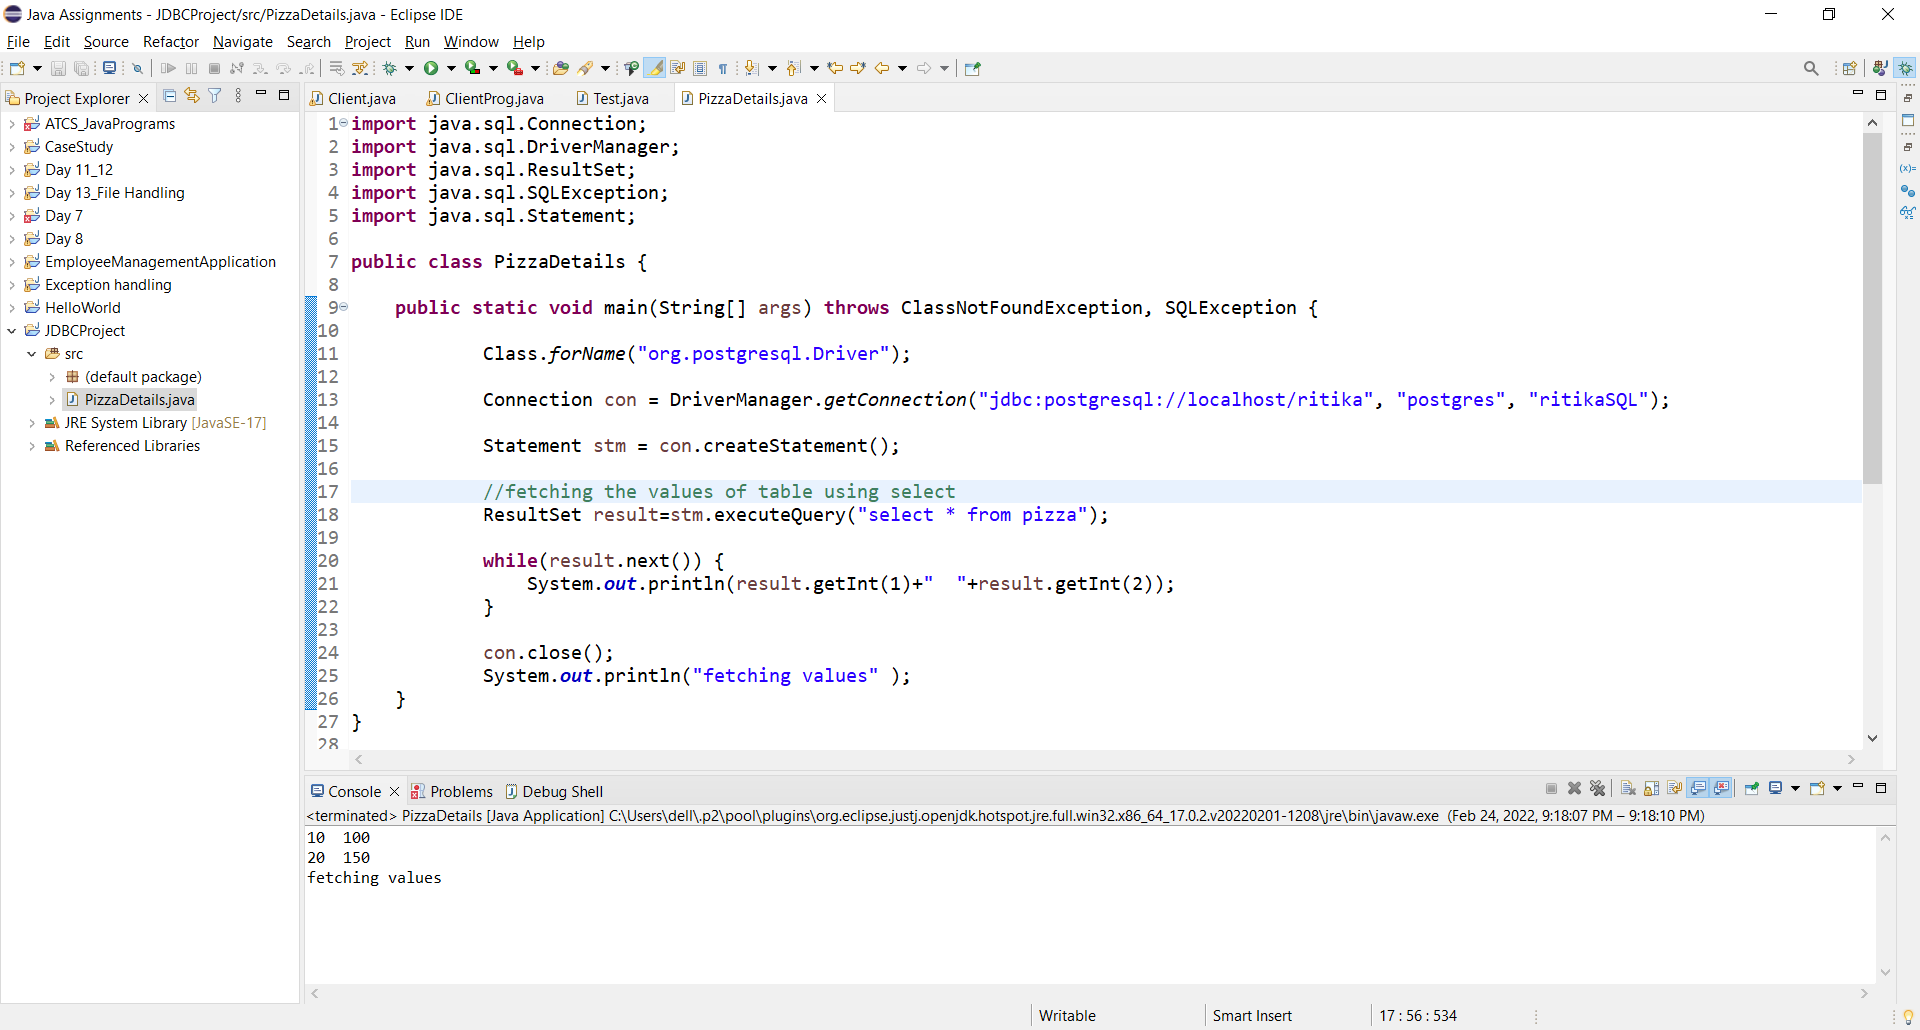 Java Assignments - JDBCProject/src/PizzaDetails.java - Eclipse IDE
File Edit Source Refactor Navigate Search Project Run Window Help
Project Explorer
Client.java ClientProg.java Test.java PizzaDetails.java
ATCS_JavaPrograms
CaseStudy
Day 11_12
Day 13_File Handling
Day 7
Day 8
EmployeeManagementApplication
Exception handling
HelloWorld
JDBCProject
src
(default package)
PizzaDetails.java
JRE System Library [JavaSE-17]
Referenced Libraries
1 import java.sql.Connection;
2 import java.sql.DriverManager;
3 import java.sql.ResultSet;
4 import java.sql.SQLException;
5 import java.sql.Statement;
6
7 public class PizzaDetails {
8
9 public static void main(String[] args) throws ClassNotFoundException, SQLException {
10
11 Class.forName("org.postgresql.Driver");
12
13 Connection con = DriverManager.getConnection("jdbc:postgresql://localhost/ritika", "postgres", "ritikaSQL");
14
15 Statement stm = con.createStatement();
16
17 //fetching the values of table using select
18 ResultSet result=stm.executeQuery("select * from pizza");
19
20 while(result.next()) {
21 System.out.println(result.getInt(1)+"  "+result.getInt(2));
22 }
23
24 con.close();
25 System.out.println("fetching values" );
26 }
27 }
28
Console Problems Debug Shell
<terminated> PizzaDetails [Java Application] C:\Users\dell\.p2\pool\plugins\org.eclipse.justj.openjdk.hotspot.jre.full.win32.x86_64_17.0.2.v20220201-1208\jre\bin\javaw.exe (Feb 24, 2022, 9:18:07 PM – 9:18:10 PM)
10  100
20  150
fetching values
Writable Smart Insert 17 : 56 : 534